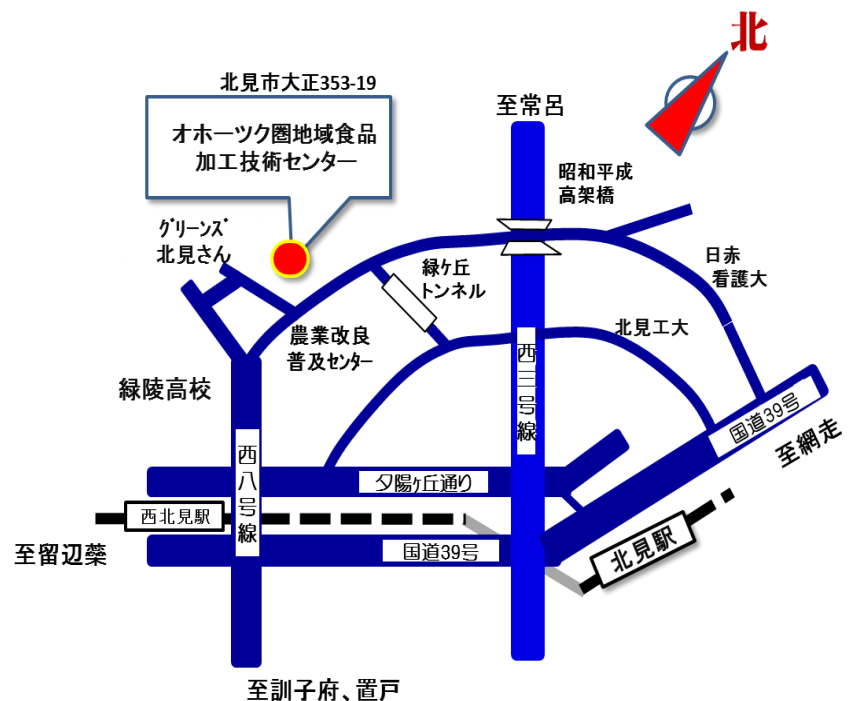 北
北見市大正353-19
オホーツク圏地域食品
加工技術センター
至常呂
昭和平成
高架橋
グリーンズ
北見さん
日赤
看護大
緑ケ丘
トンネル
農業改良
普及センター
北見工大
西三号線
緑陵高校
国道39号
至網走
西八号線
夕陽ヶ丘通り
西北見駅
至留辺蘂
国道39号
北見駅
至訓子府、置戸